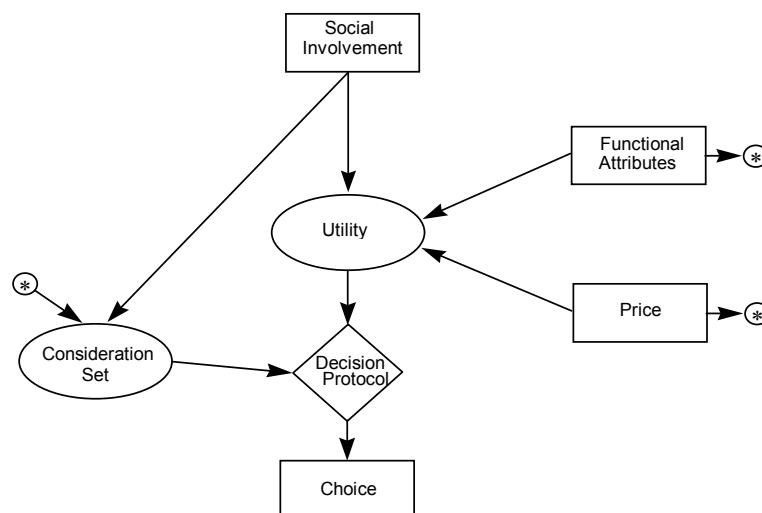 Social
Involvement
Functional
Attributes
*
Utility
*
Price
*
Consideration
Set
Decision
Protocol
Choice